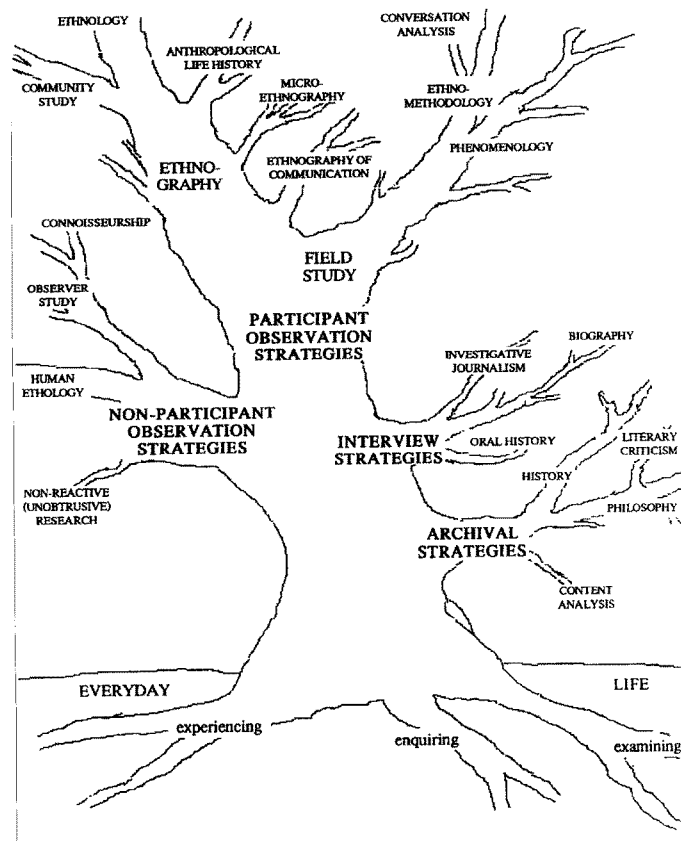 CONVERSATION
ANALYSIS
ETHNOLOGY
ANTHROPOLOGICAL
LIFE HISTORY
COMMUNITY
STUDY
MICRO-
ETHNOGRAPHY
ETHNO-
METHODOLOGY
PHENOMENOLOGY
ETHNO-
GRAPHY
ETHNOGRAPHY OF
COMMUNICATION
CONNOISSEURSHIP
FIELD
STUDY
OBSERVER
STUDY
PARTICIPANT
OBSERVATION
STRATEGIES
HUMAN
ETHOLOGY
INVESTIGATIVE
JOURNALISM
BIOGRAPHY
NON-PARTICIPANT
OBSERVATION
STRATEGIES
INTERVIEW
STRATEGIES
ORAL HISTORY
LITERARY
CRITICISM
HISTORY
NON-REACTIVE
(UNOBTRUSIVE)
RESEARCH
PHILOSOPHY
ARCHIVAL
STRATEGIES
CONTENT
ANALYSIS
EVERYDAY
LIFE
experiencing
enquiring
examining